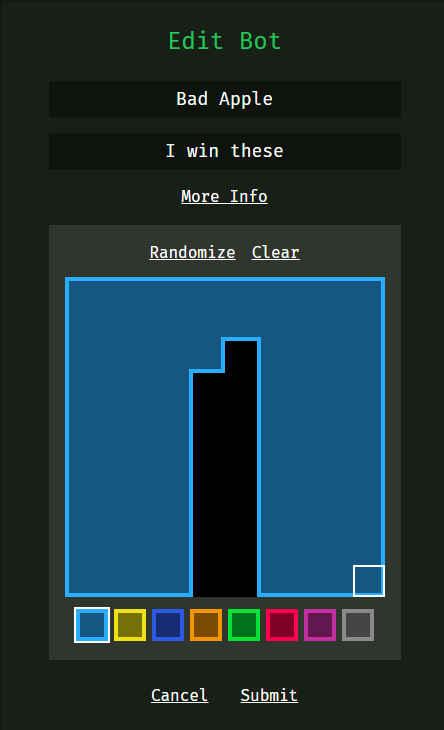 Edit Bot
Bad Apple
I win these
More Info
Randomize Clear
Cancel Submit